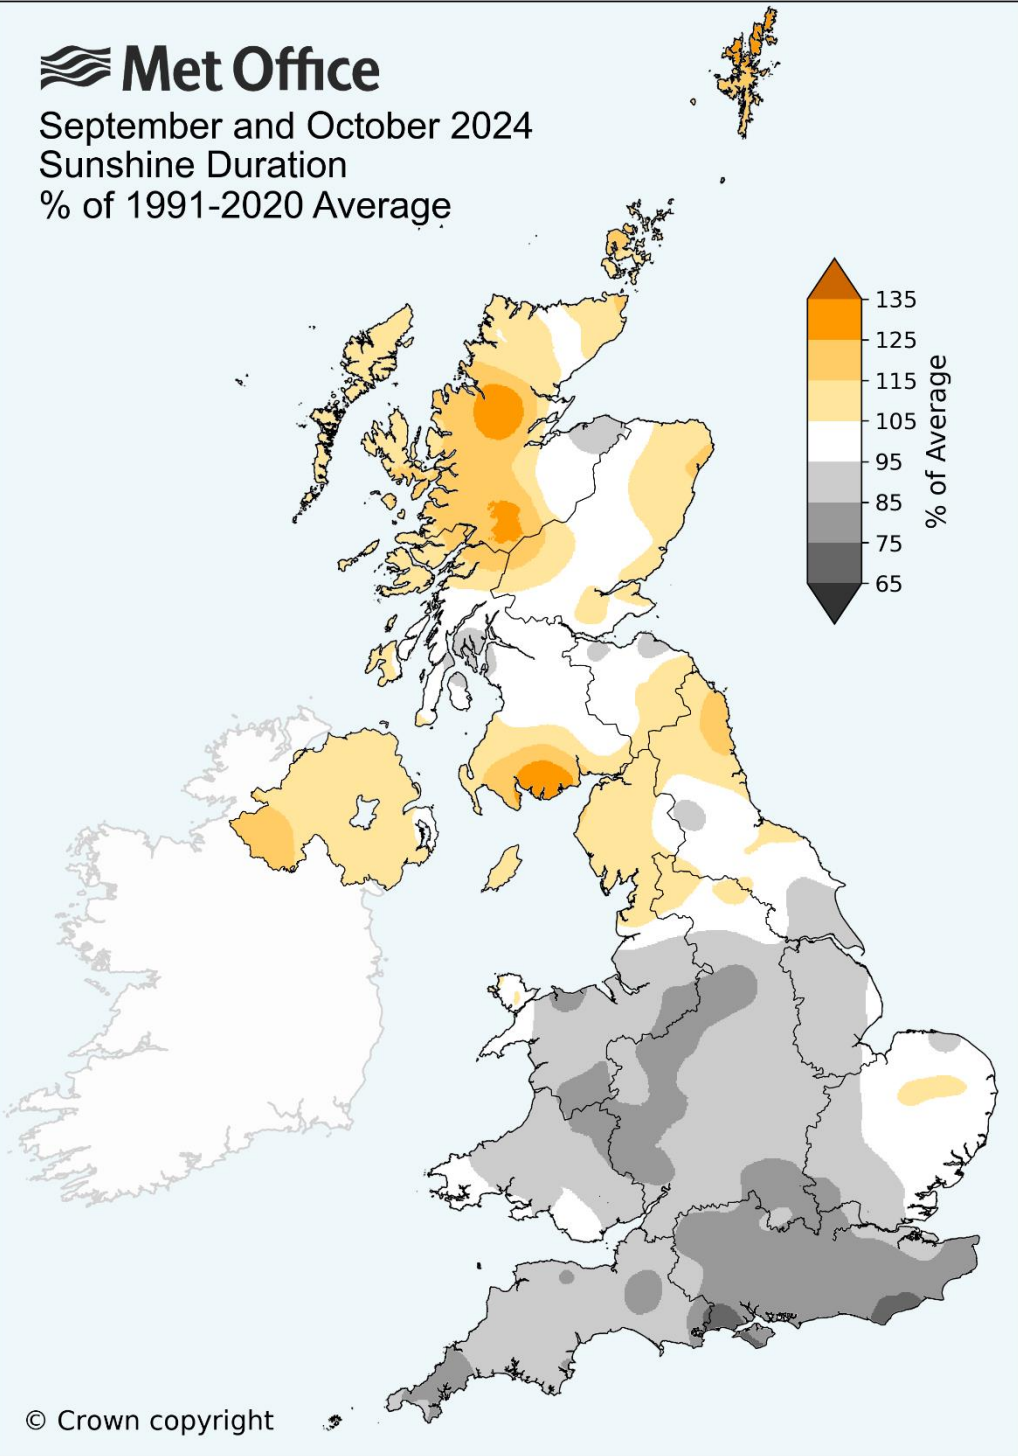 Met Office
September and October 2024
Sunshine Duration
% of 1991-2020 Average
135
125
115
105
95
85
75
65
% of Average
© Crown copyright